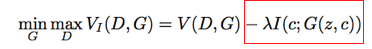 min max V_I(D, G) = V(D, G) − λI(c; G(z, c))
G D